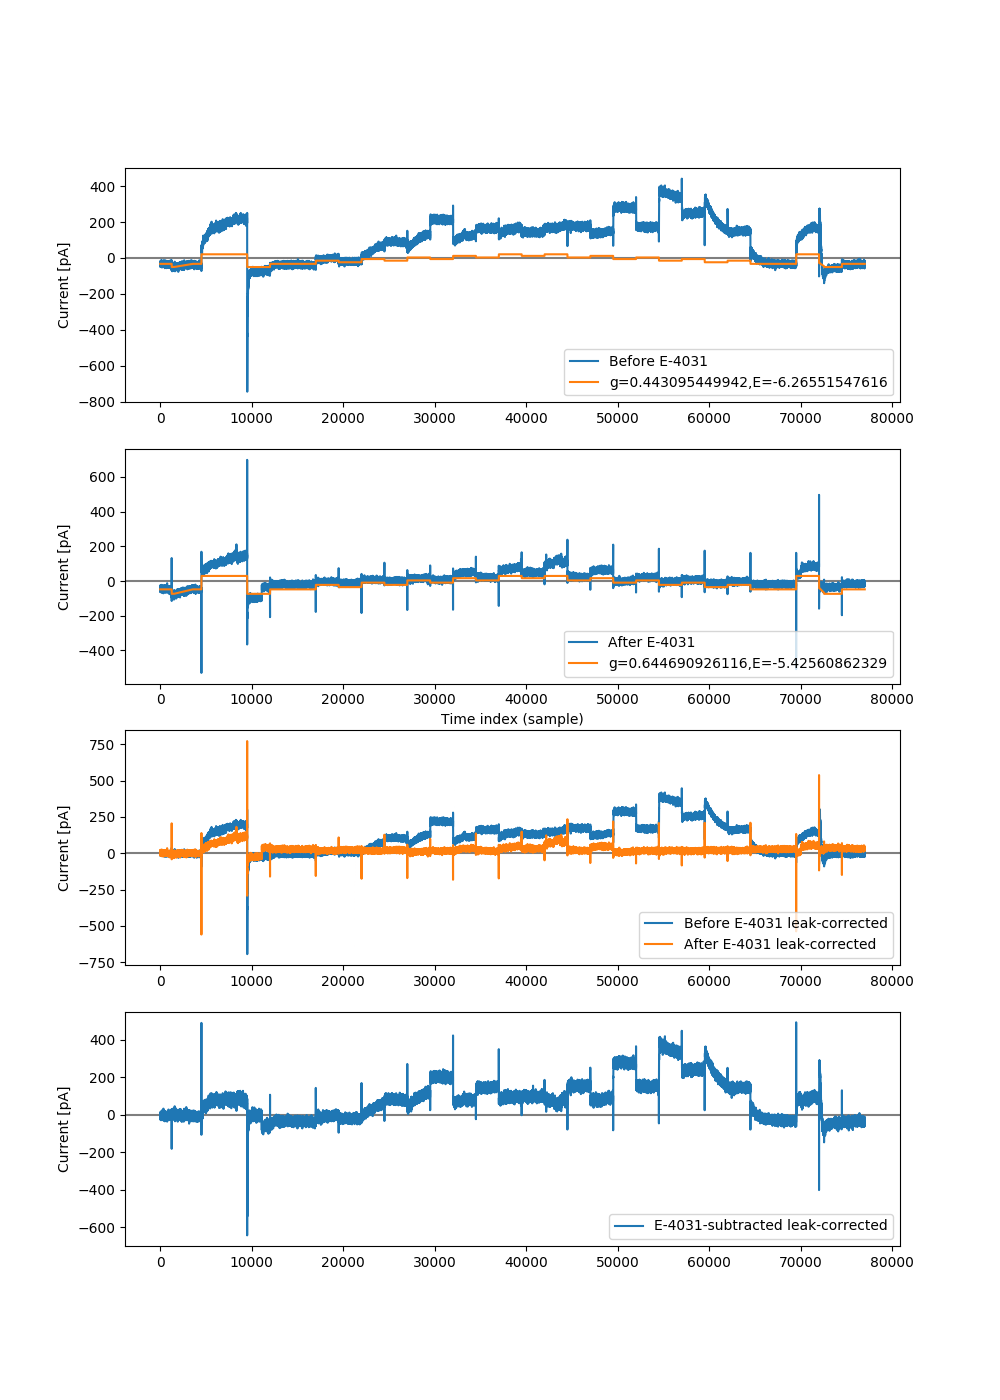 400
200
0
−200
−400
−600
−800
Current [pA]
Before E-4031
g=0.443095449942,E=-6.26551547616
0 10000 20000 30000 40000 50000 60000 70000 80000
600
400
200
0
−200
−400
Current [pA]
After E-4031
g=0.644690926116,E=-5.42560862329
0 10000 20000 30000 40000 50000 60000 70000 80000
Time index (sample)
750
500
250
0
−250
−500
−750
Current [pA]
Before E-4031 leak-corrected
After E-4031 leak-corrected
0 10000 20000 30000 40000 50000 60000 70000 80000
400
200
0
−200
−400
−600
Current [pA]
E-4031-subtracted leak-corrected
0 10000 20000 30000 40000 50000 60000 70000 80000